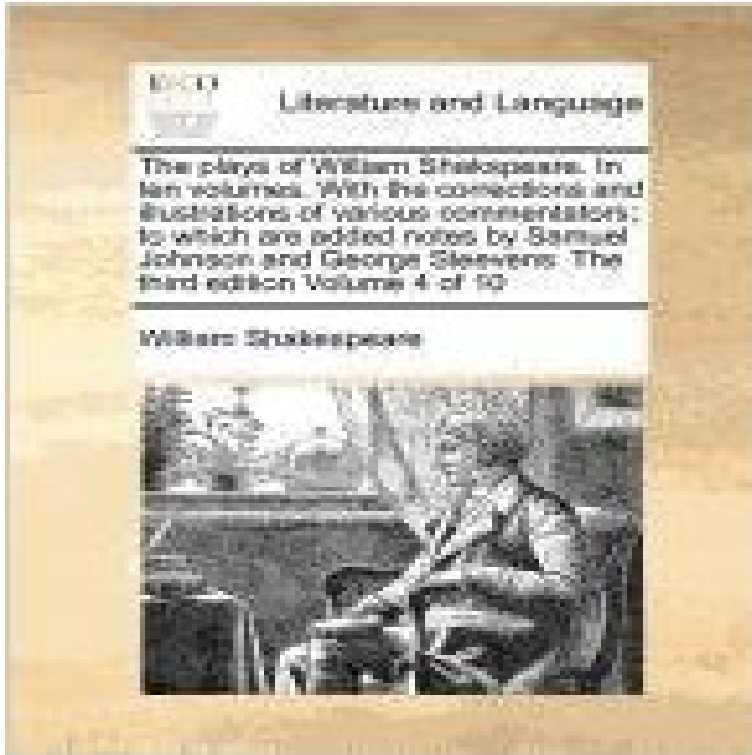 ECCO
Literature and Language
The plays of William Shakspeare. In
ten volumes. With the corrections and
illustrations of various commentators;
to which are added notes by Samuel
Johnson and George Steevens The
third edition Volume 4 of 10
William Shakespeare